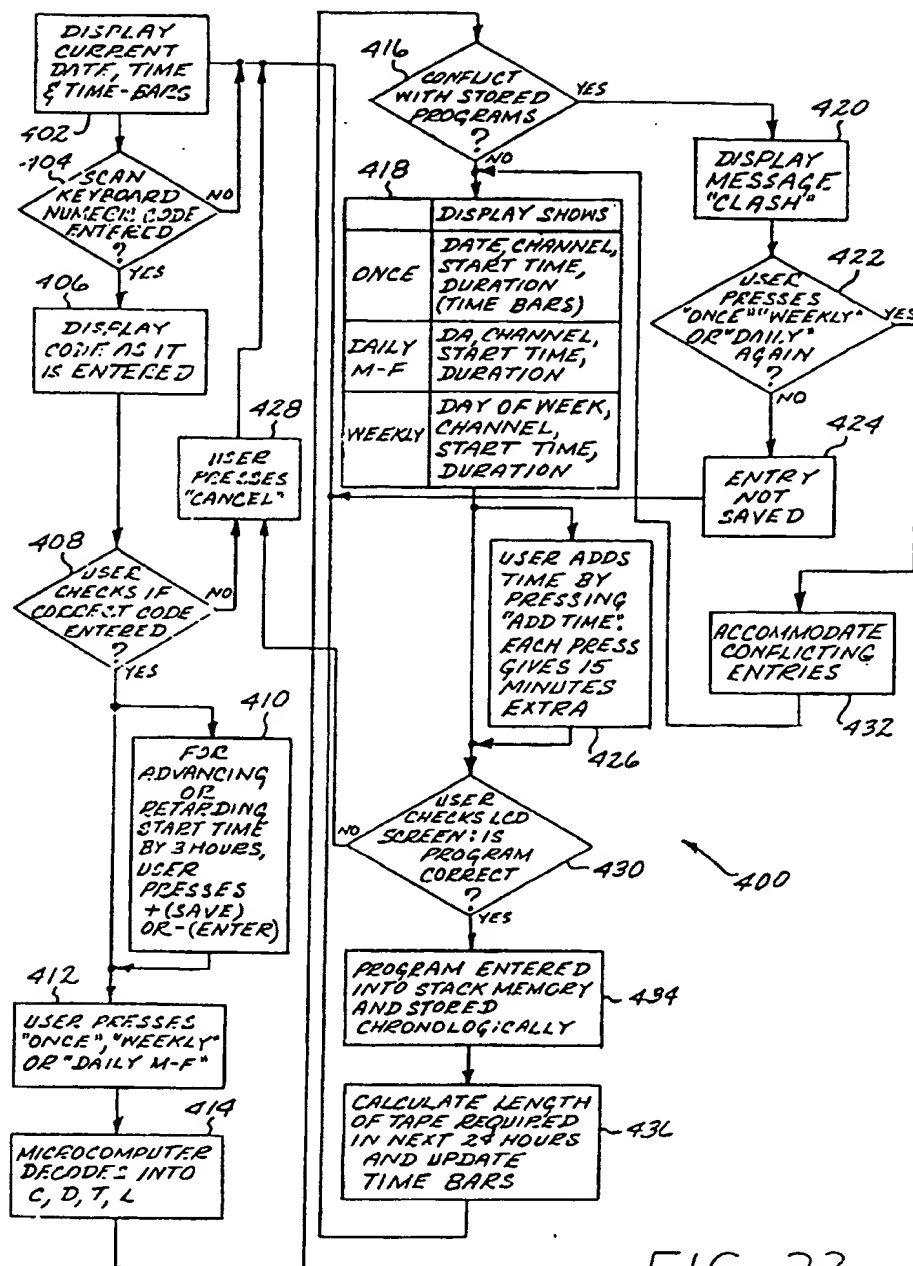 DISPLAY
CURRENT
DATE, TIME
& TIME-BARS
402
404
SCAN
KEYBOARD
NUMERIC CODE
ENTERED
?
NO
YES
406
DISPLAY
CODE AS IT
IS ENTERED
428
USER
PRESSES
"CANCEL"
408
USER
CHECKS IF
CORRECT CODE
ENTERED
?
NO
YES
410
FOR
ADVANCING
OR
RETARDING
START TIME
BY 3 HOURS,
USER
PRESSES
+(SAVE)
OR-(ENTER)
412
USER PRESSES
"ONCE", "WEEKLY"
OR "DAILY M-F"
414
MICROCOMPUTER
DECODES INTO
C, D, T, L
416
CONFLICT
WITH STORED
PROGRAMS
?
YES
NO
418
DISPLAY SHOWS
ONCE
DATE, CHANNEL,
START TIME,
DURATION
(TIME BARS)
DAILY
M-F
DA, CHANNEL,
START TIME,
DURATION
WEEKLY
DAY OF WEEK,
CHANNEL,
START TIME,
DURATION
420
DISPLAY
MESSAGE
"CLASH"
422
USER
PRESSES
"ONCE" "WEEKLY"
OR "DAILY"
AGAIN
?
YES
NO
424
ENTRY
NOT
SAVED
USER ADDS
TIME BY
PRESSING
"ADD TIME".
EACH PRESS
GIVES 15
MINUTES
EXTRA
426
ACCOMMODATE
CONFLICTING
ENTRIES
432
USER
CHECKS LCD
SCREEN: IS
PROGRAM
CORRECT
?
NO
YES
430
400
PROGRAM ENTERED
INTO STACK MEMORY
AND STORED
CHRONOLOGICALLY
434
CALCULATE LENGTH
OF TAPE REQUIRED
IN NEXT 24 HOURS
AND UPDATE
TIME BARS
436